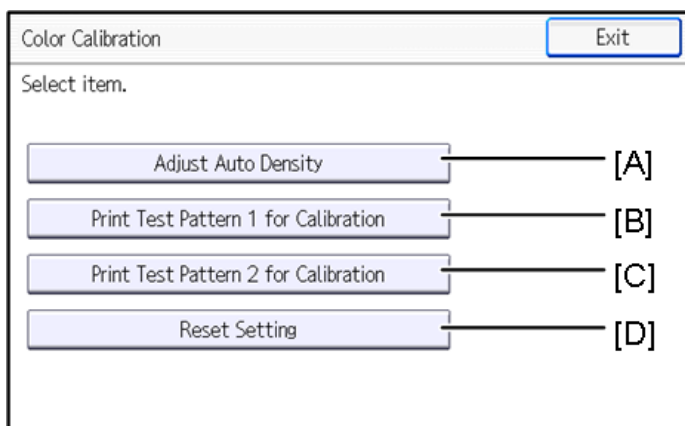 Color Calibration Exit
Select item.
Adjust Auto Density [A]
Print Test Pattern 1 for Calibration [B]
Print Test Pattern 2 for Calibration [C]
Reset Setting [D]